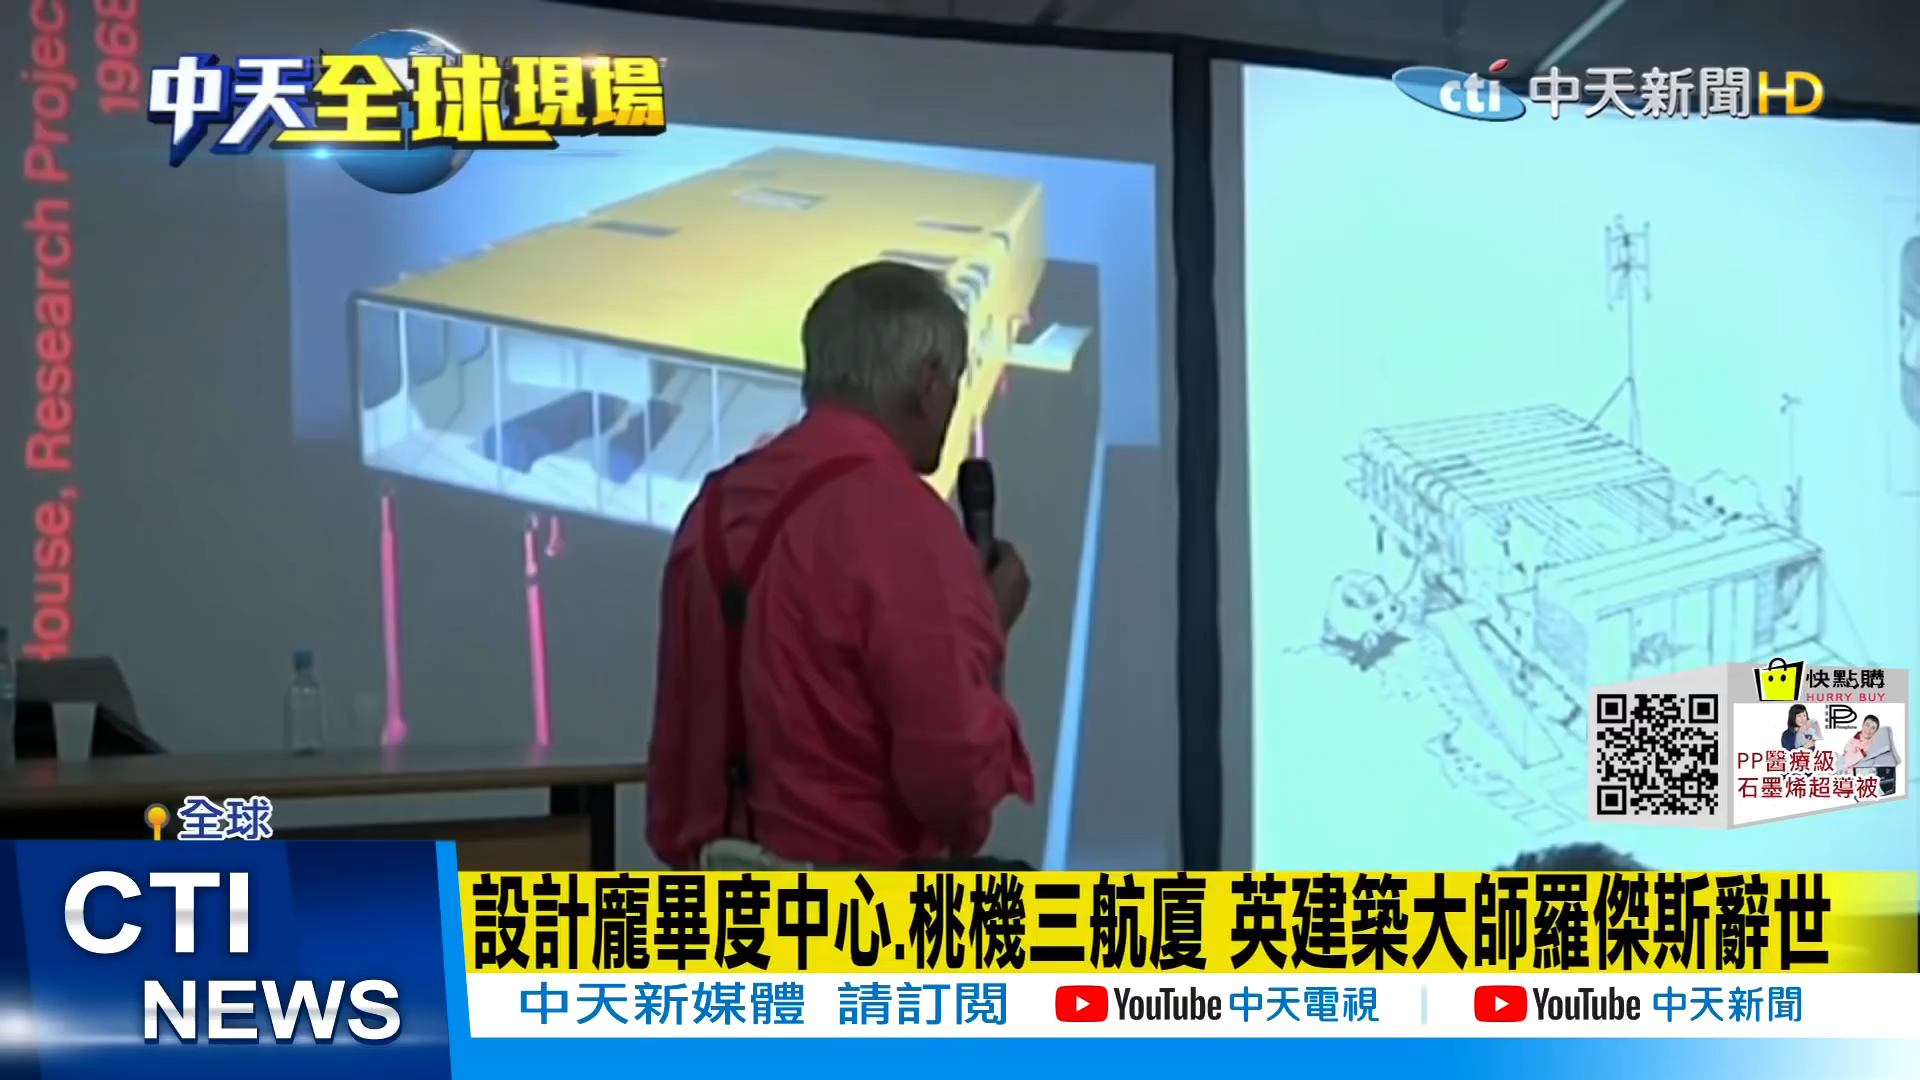 House, Research Projec
1968
中天全球現場
cti 中天新聞HD
快點購
HURRY BUY
PP
PP醫療級
石墨烯超導被
全球
CTI
NEWS
設計龐畢度中心.桃機三航廈 英建築大師羅傑斯辭世
中天新媒體 請訂閱 YouTube 中天電視 | YouTube 中天新聞